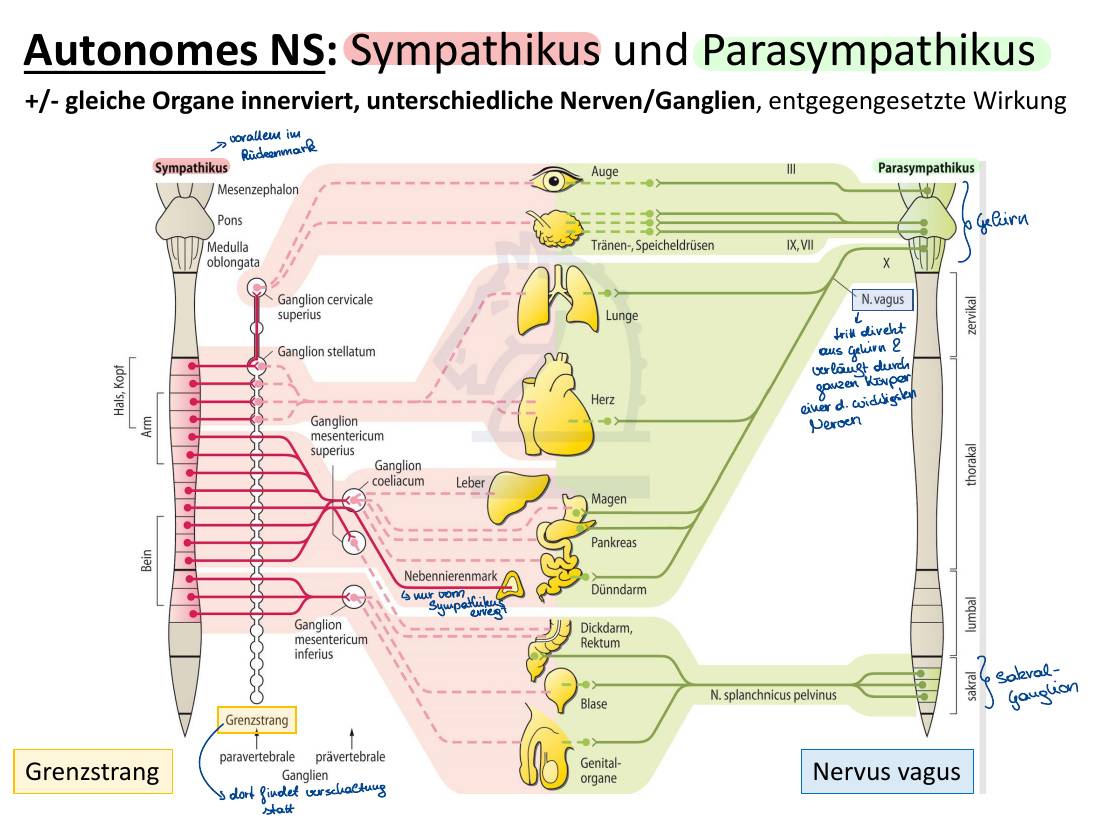 Autonomes NS: Sympathikus und Parasympathikus
+/- gleiche Organe innerviert, unterschiedliche Nerven/Ganglien, entgegengesetzte Wirkung
→ vorallem im
Rückenmark
Sympathikus
Parasympathikus
Mesenzephalon
Pons
Medulla
oblongata
Ganglion cervicale
superius
Ganglion stellatum
Hals, Kopf
Arm
Bein
Ganglion
mesentericum
superius
Ganglion
coeliacum
Ganglion
mesentericum
inferius
Auge
Tränen-, Speicheldrüsen
Lunge
Herz
Leber
Magen
Pankreas
Dünndarm
Nebennierenmark
↳ nur vom
Sympathikus
erregt
Dickdarm,
Rektum
Blase
Genital-
organe
III
IX, VII
X
N. vagus
tritt direkt
aus Gehirn &
verläuft durch
ganzen Körper
einer d. wichtigsten
Nerven
N. splanchnicus pelvinus
Gehirn
zervikal
thorakal
lumbal
sakral
Sakral-
Ganglion
Grenzstrang
paravertebrale
prävertebrale
Ganglien
dort findet verschaltung
statt
Grenzstrang
Nervus vagus